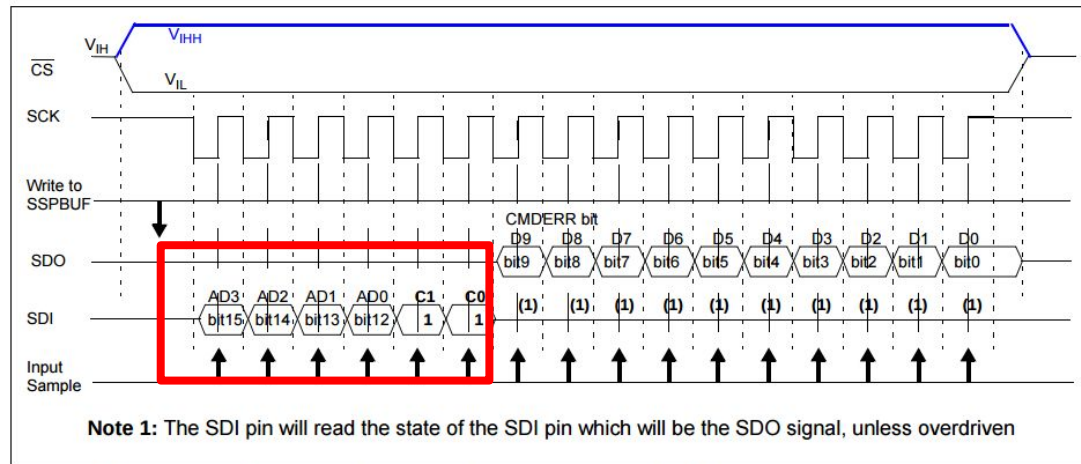 VIH VIHH
CS
VIL
SCK
Write to
SSPBUF
CMDERR bit
D9 D8 D7 D6 D5 D4 D3 D2 D1 D0
SDO bit9 bit8 bit7 bit6 bit5 bit4 bit3 bit2 bit1 bit0
AD3 AD2 AD1 AD0 C1 C0
SDI bit15 bit14 bit13 bit12 1 1 (1) (1) (1) (1) (1) (1) (1) (1) (1) (1)
Input
Sample
Note 1: The SDI pin will read the state of the SDI pin which will be the SDO signal, unless overdriven